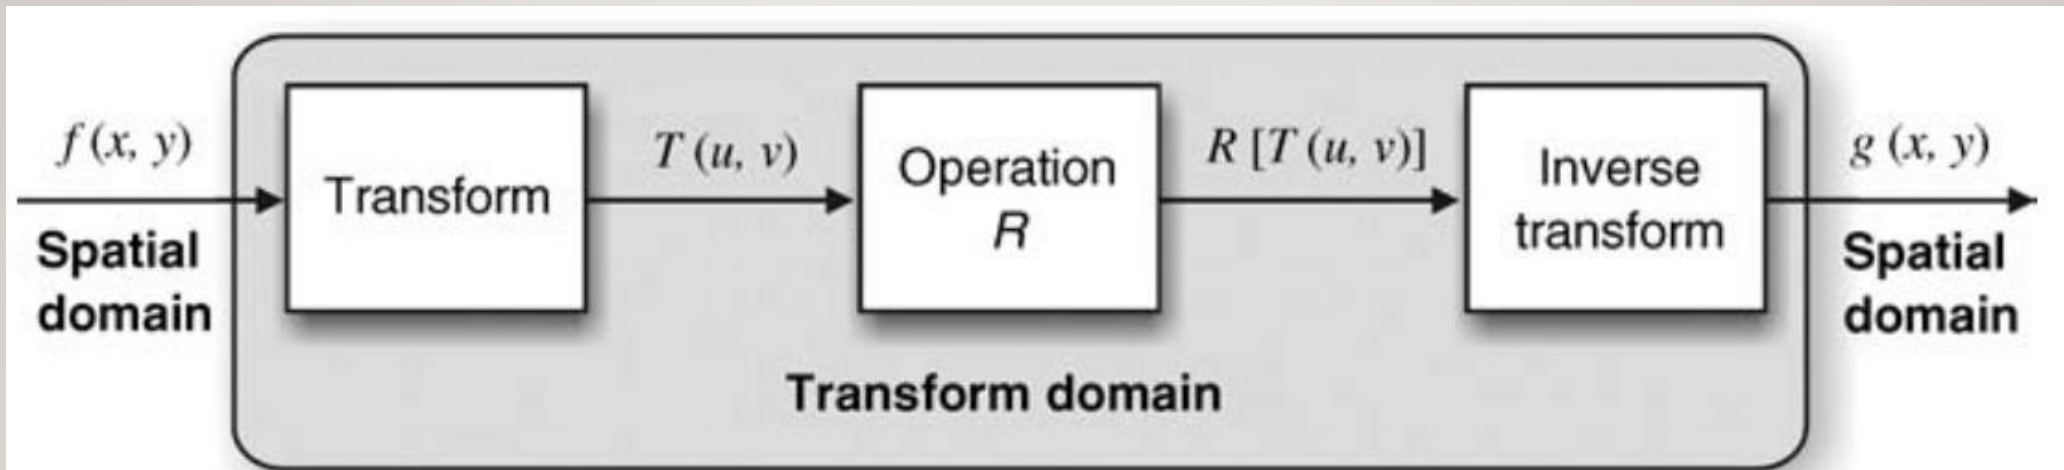 f (x, y)
Spatial
domain
Transform
T (u, v)
Operation
R
R [T (u, v)]
Inverse
transform
g (x, y)
Spatial
domain
Transform domain